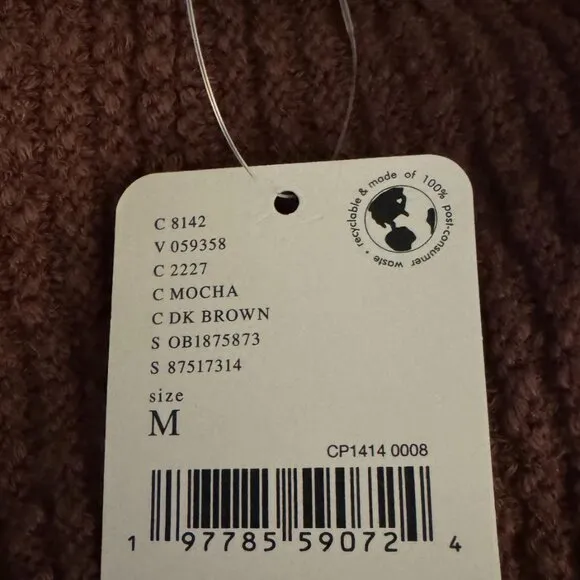 C 8142
V 059358
C 2227
C MOCHA
C DK BROWN
S OB1875873
S 87517314
size
M
recyclable & made of 100% post-consumer waste •
CP1414 0008
1 97785 59072 4